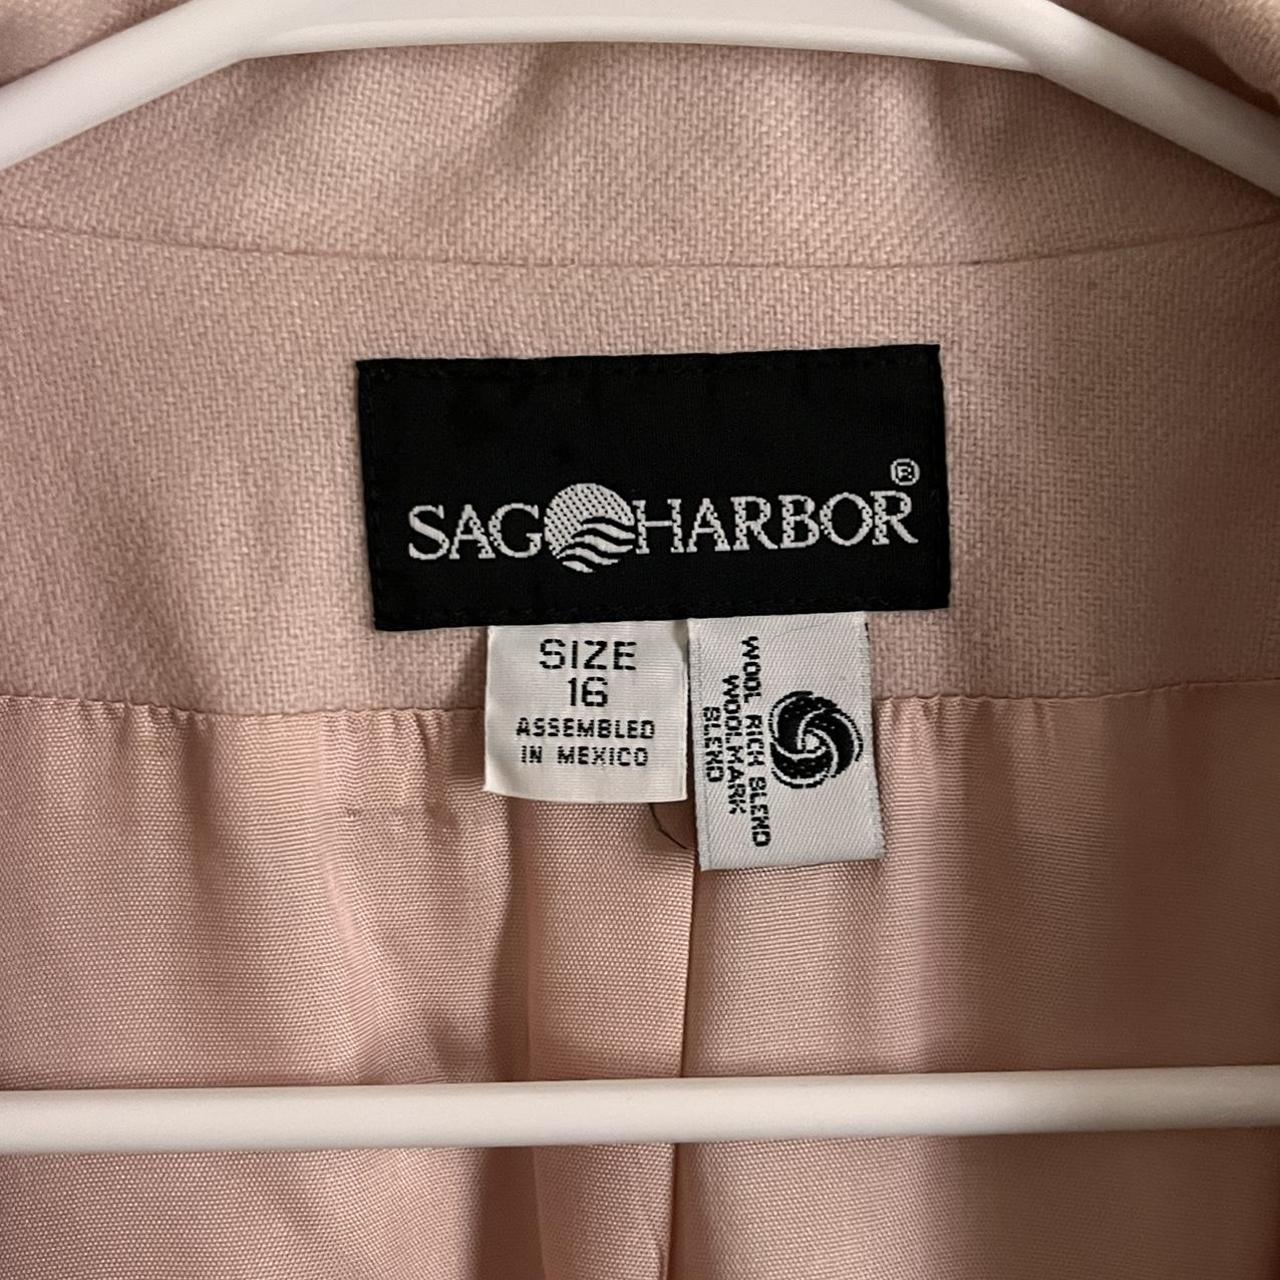 SAG HARBOR®
SIZE
16
ASSEMBLED
IN MEXICO
WOOL RICH BLEND
WOOLMARK
BLEND